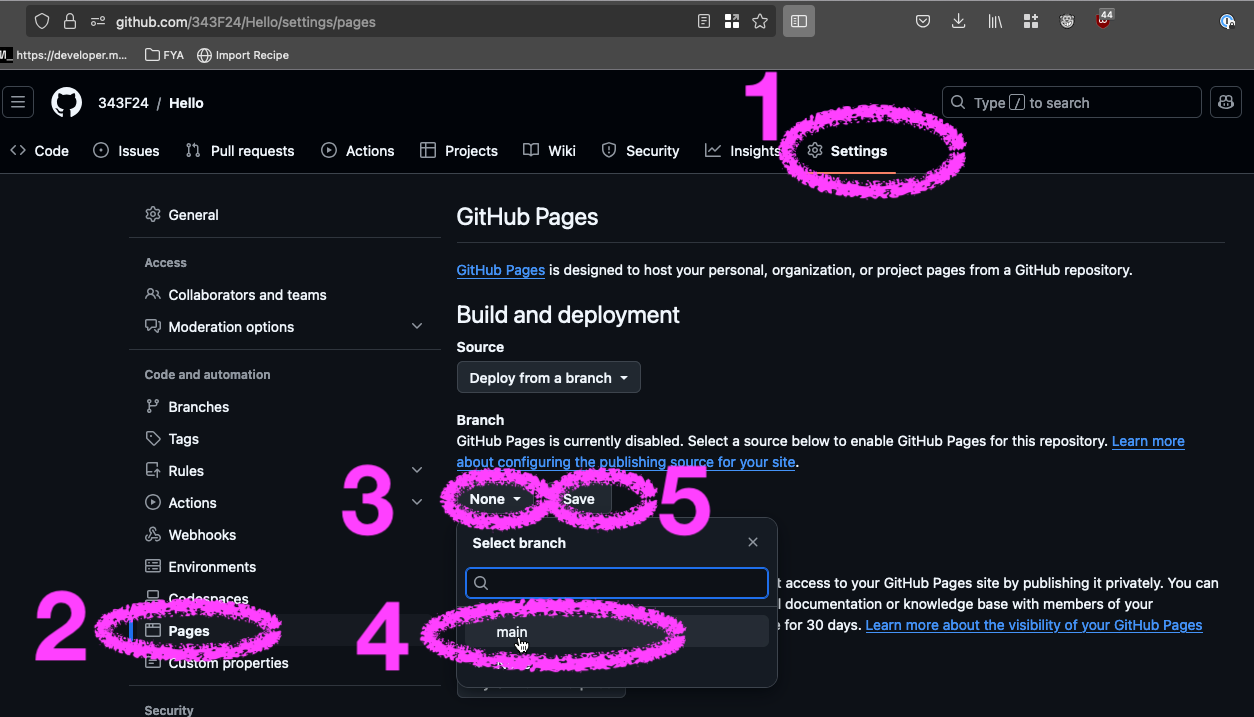 github.com/343F24/Hello/settings/pages
44
M_ https://developer.m... FYA Import Recipe
343F24 / Hello
Type / to search
1
Code Issues Pull requests Actions Projects Wiki Security Insights Settings
General
Access
Collaborators and teams
Moderation options
Code and automation
Branches
Tags
Rules
Actions
Webhooks
Environments
Codespaces
2
Pages
Custom properties
Security
GitHub Pages
GitHub Pages is designed to host your personal, organization, or project pages from a GitHub repository.
Build and deployment
Source
Deploy from a branch
Branch
GitHub Pages is currently disabled. Select a source below to enable GitHub Pages for this repository. Learn more
about configuring the publishing source for your site.
3
None
Save
5
Select branch
4
main
t access to your GitHub Pages site by publishing it privately. You can
l documentation or knowledge base with members of your
e for 30 days. Learn more about the visibility of your GitHub Pages